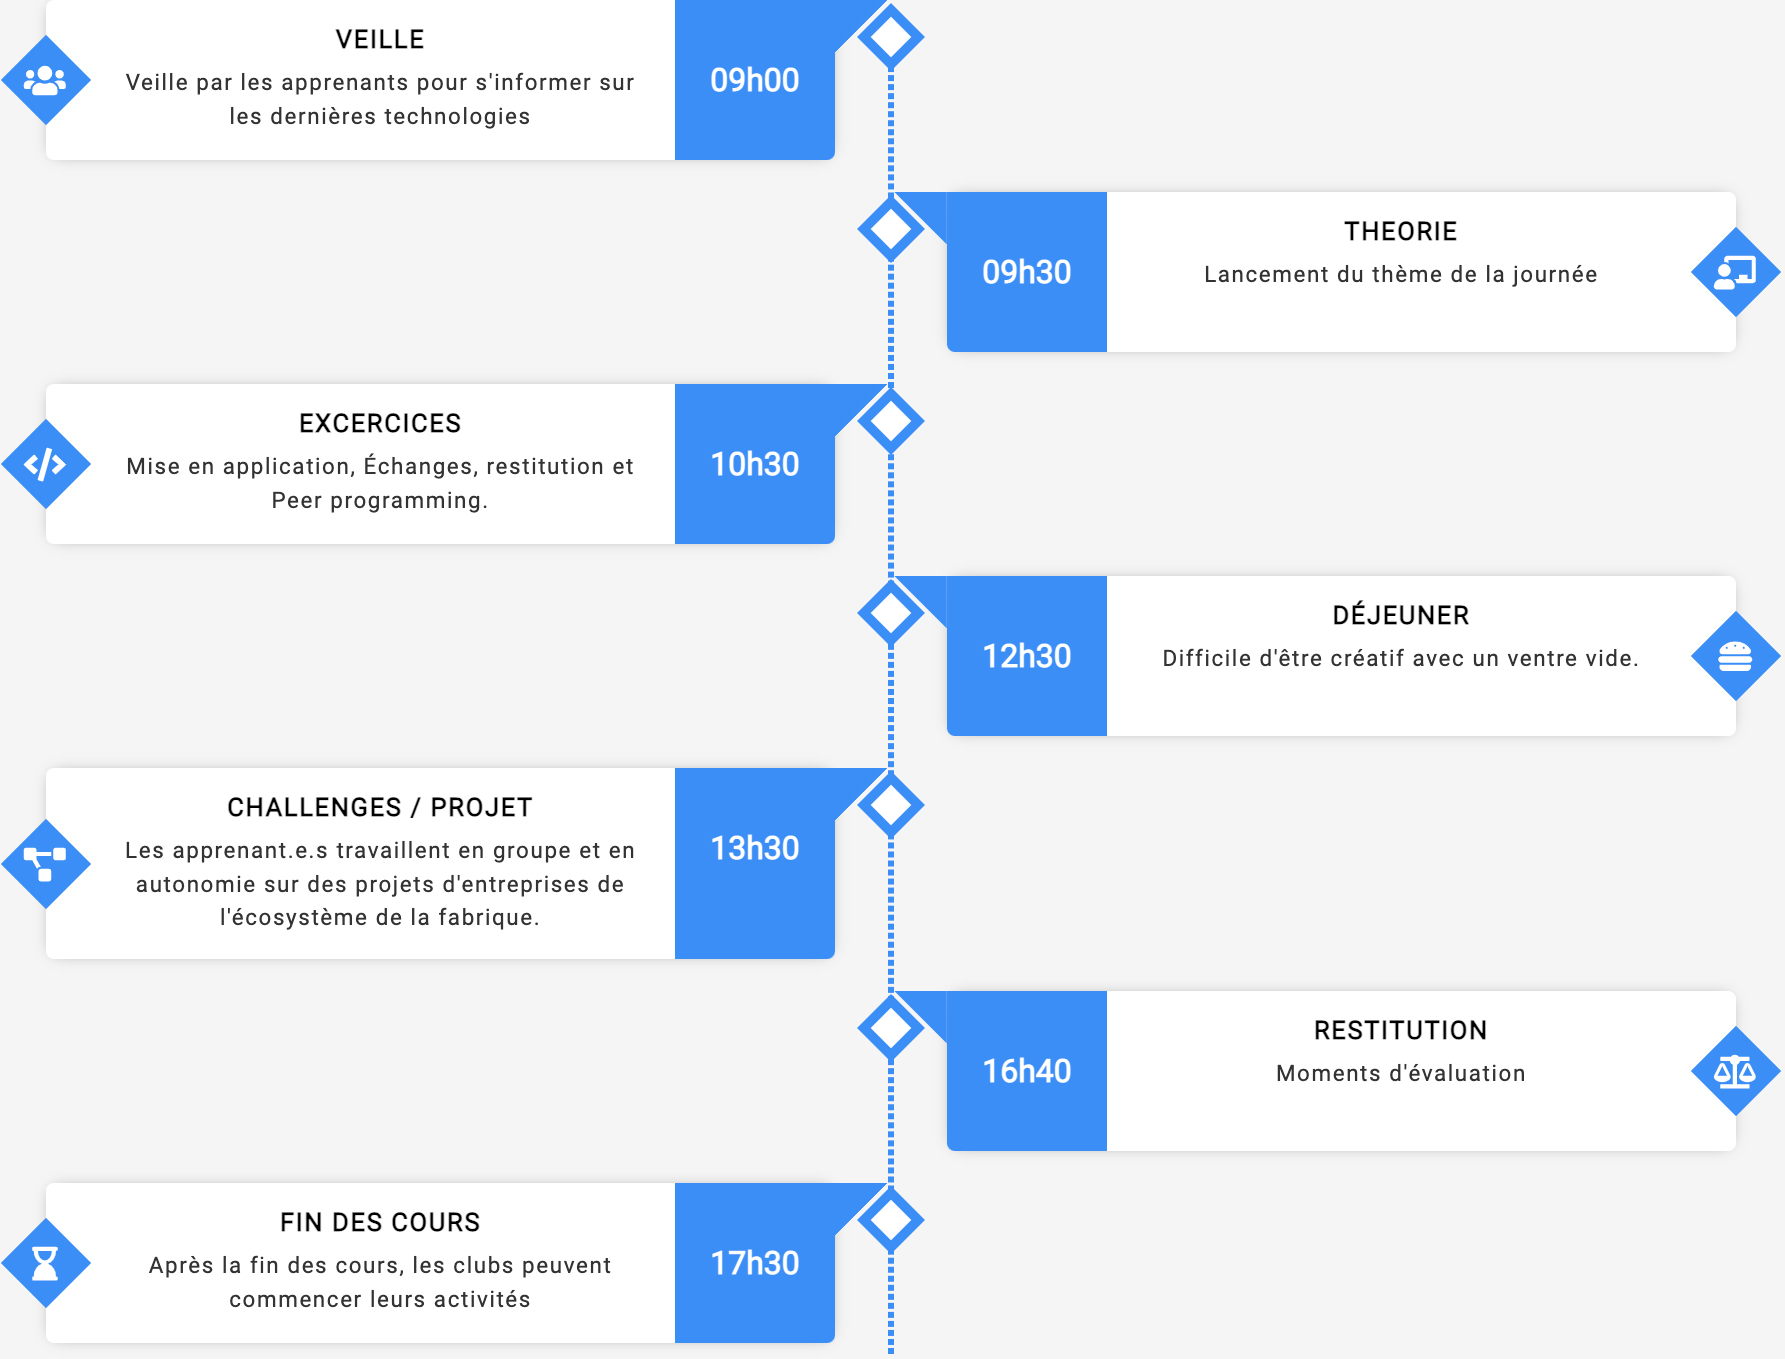 VEILLE
Veille par les apprenants pour s'informer sur
les dernières technologies
09h00
09h30
THEORIE
Lancement du thème de la journée
EXCERCICES
Mise en application, Échanges, restitution et
Peer programming.
10h30
12h30
DÉJEUNER
Difficile d'être créatif avec un ventre vide.
CHALLENGES / PROJET
Les apprenant.e.s travaillent en groupe et en
autonomie sur des projets d'entreprises de
l'écosystème de la fabrique.
13h30
16h40
RESTITUTION
Moments d'évaluation
FIN DES COURS
Après la fin des cours, les clubs peuvent
commencer leurs activités
17h30